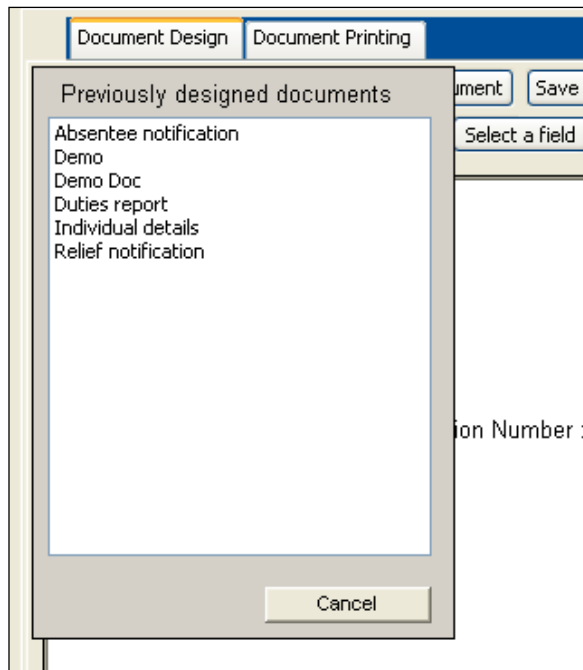 Document Design Document Printing
Previously designed documents
ument Save
Absentee notification
Select a field
Demo
Demo Doc
Duties report
Individual details
Relief notification
ion Number :
Cancel